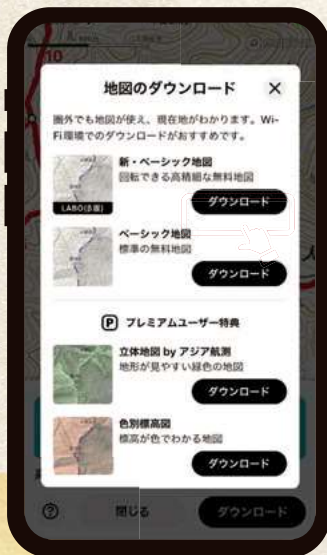 10
地図のダウンロード
圏外でも地図が使え、現在地がわかります。Wi-
Fi環境でのダウンロードがおすすめです。
新・ベーシック地図
回転できる高精細な無料地図
LABO(β版)
ダウンロード
ベーシック地図
標準の無料地図
ダウンロード
P プレミアムユーザー特典
立体地図 by アジア航測
地形が見やすい緑色の地図
ダウンロード
色別標高図
標高が色でわかる地図
ダウンロード
閉じる
ダウンロード